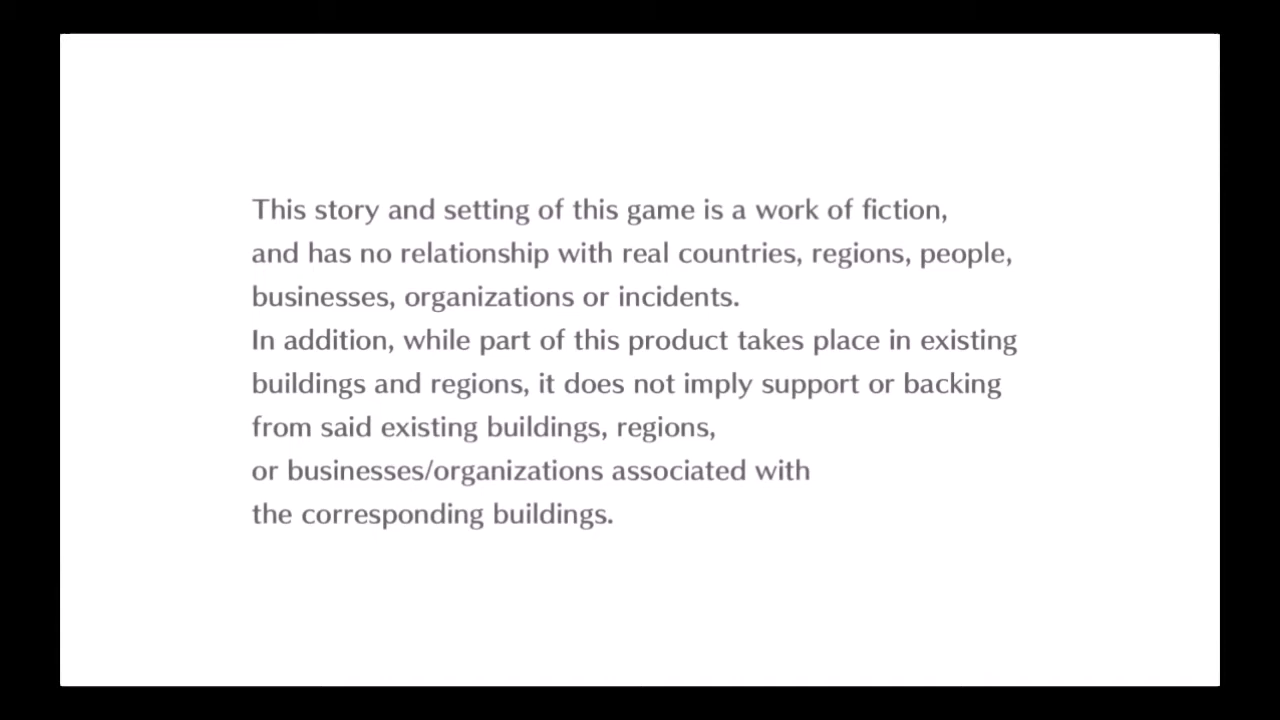 This story and setting of this game is a work of fiction,
and has no relationship with real countries, regions, people,
businesses, organizations or incidents.
In addition, while part of this product takes place in existing
buildings and regions, it does not imply support or backing
from said existing buildings, regions,
or businesses/organizations associated with
the corresponding buildings.